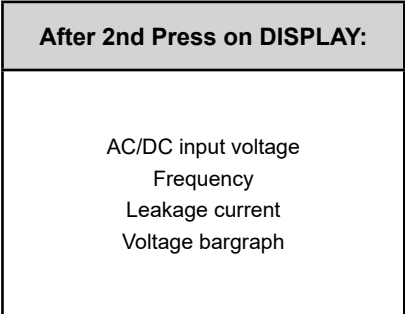 After 2nd Press on DISPLAY:
AC/DC input voltage
Frequency
Leakage current
Voltage bargraph